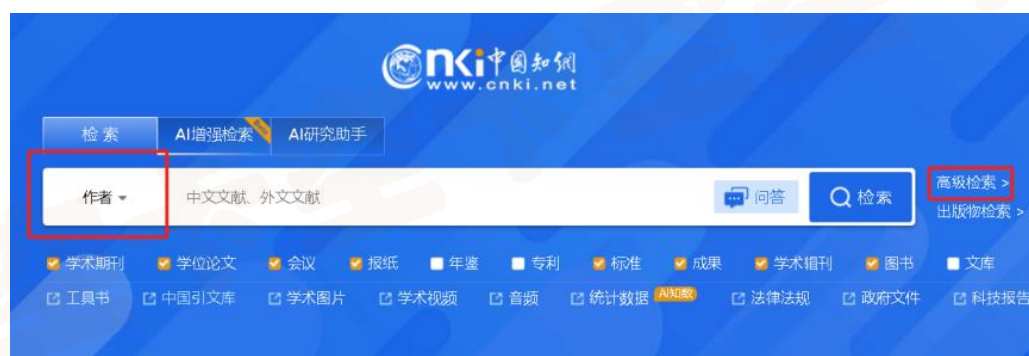 cnki中国知网
www.cnki.net
检索 AI增强检索 AI研究助手
作者 中文文献、外文文献 问答 检索 高级检索 >
出版物检索 >
学术期刊 学位论文 会议 报纸 年鉴 专利 标准 成果 学术辑刊 图书 文库
工具书 中国引文库 学术图片 学术视频 音频 统计数据 AI知数 法律法规 政府文件 科技报告